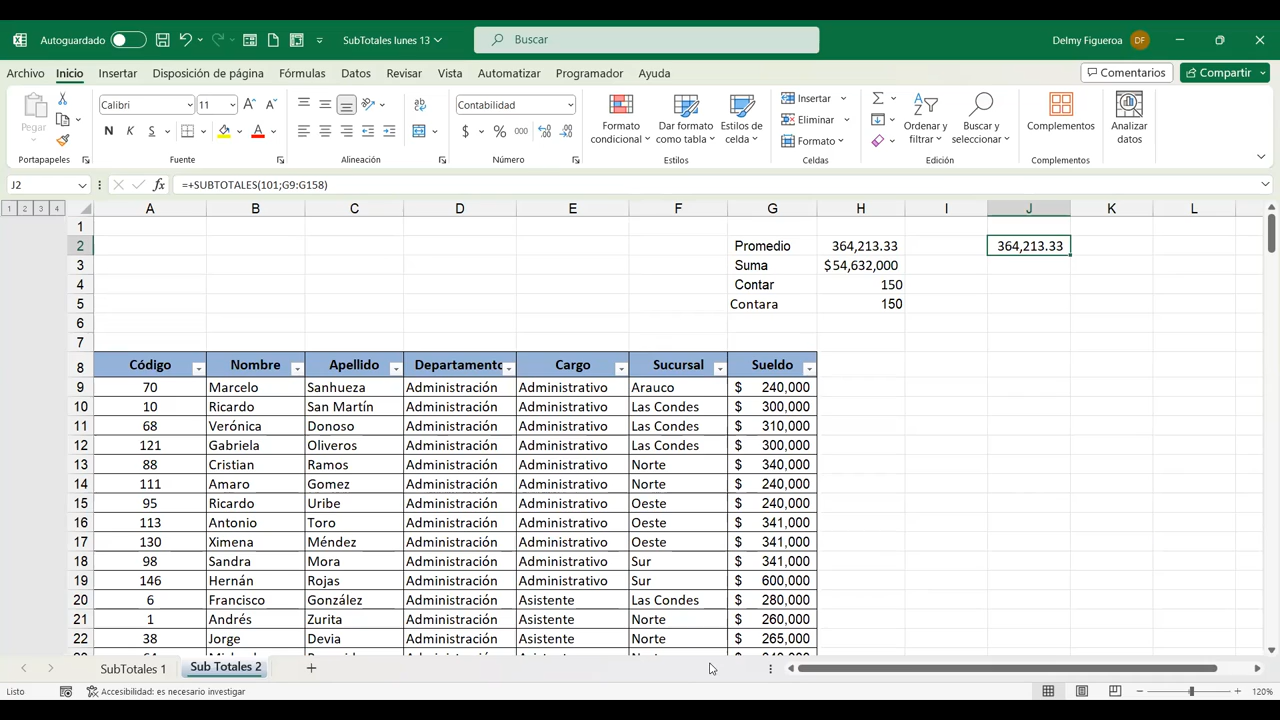 Autoguardado
SubTotales lunes 13
Buscar
Delmy Figueroa
DF
Archivo Inicio Insertar Disposición de página Fórmulas Datos Revisar Vista Automatizar Programador Ayuda
Comentarios
Compartir
Pegar
Portapapeles
Calibri 11
N K S
Fuente
Alineación
Contabilidad
$ % 000
Número
Formato condicional
Dar formato como tabla
Estilos de celda
Estilos
Insertar
Eliminar
Formato
Celdas
Ordenar y filtrar
Buscar y seleccionar
Edición
Complementos
Complementos
Analizar datos
J2
=+SUBTOTALES(101;G9:G158)
1 2 3 4
A B C D E F G H I J K L
1
2 Promedio 364,213.33 364,213.33
3 Suma $54,632,000
4 Contar 150
5 Contara 150
6
7
8 Código Nombre Apellido Departamento Cargo Sucursal Sueldo
9 70 Marcelo Sanhueza Administración Administrativo Arauco $ 240,000
10 10 Ricardo San Martín Administración Administrativo Las Condes $ 300,000
11 68 Verónica Donoso Administración Administrativo Las Condes $ 310,000
12 121 Gabriela Oliveros Administración Administrativo Las Condes $ 300,000
13 88 Cristian Ramos Administración Administrativo Norte $ 340,000
14 111 Amaro Gomez Administración Administrativo Norte $ 240,000
15 95 Ricardo Uribe Administración Administrativo Oeste $ 240,000
16 113 Antonio Toro Administración Administrativo Oeste $ 341,000
17 130 Ximena Méndez Administración Administrativo Oeste $ 341,000
18 98 Sandra Mora Administración Administrativo Sur $ 341,000
19 146 Hernán Rojas Administración Administrativo Sur $ 600,000
20 6 Francisco González Administración Asistente Las Condes $ 280,000
21 1 Andrés Zurita Administración Asistente Norte $ 260,000
22 38 Jorge Devia Administración Asistente Norte $ 265,000
SubTotales 1
Sub Totales 2
Listo
Accesibilidad: es necesario investigar
120%